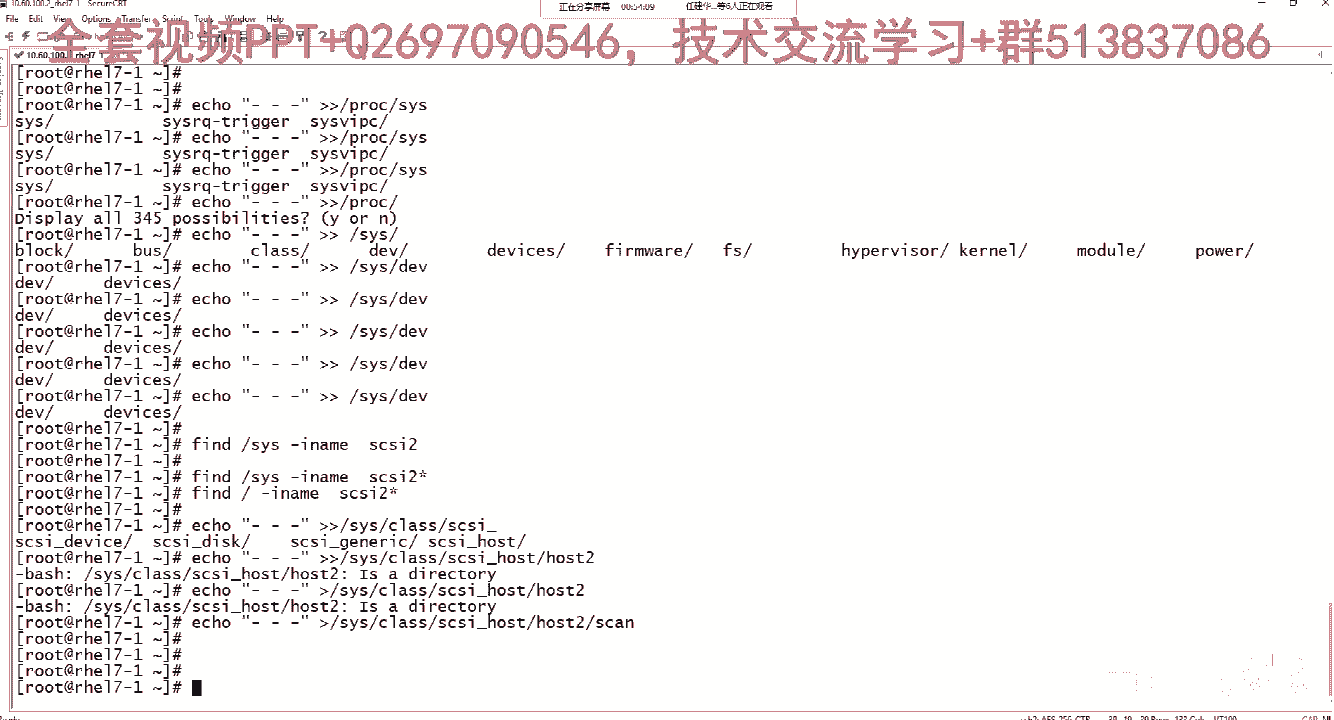 10.60.100.2_rhel7_1 - SecureCRT
正在分享屏幕 00:54:09 任建华...等6人正在观看
File Edit View Options Transfer Script Tools Window Help
全套视频PPT+Q2697090546，技术交流学习+群513837086
[root@rhel7-1 ~]#
[root@rhel7-1 ~]#
[root@rhel7-1 ~]# echo "- - -" >>/proc/sys
sys/ sysrq-trigger sysvipc/
[root@rhel7-1 ~]# echo "- - -" >>/proc/sys
sys/ sysrq-trigger sysvipc/
[root@rhel7-1 ~]# echo "- - -" >>/proc/sys
sys/ sysrq-trigger sysvipc/
[root@rhel7-1 ~]# echo "- - -" >>/proc/
Display all 345 possibilities? (y or n)
[root@rhel7-1 ~]# echo "- - -" >> /sys/
block/ bus/ class/ dev/ devices/ firmware/ fs/ hypervisor/ kernel/ module/ power/
[root@rhel7-1 ~]# echo "- - -" >> /sys/dev
dev/ devices/
[root@rhel7-1 ~]# echo "- - -" >> /sys/dev
dev/ devices/
[root@rhel7-1 ~]# echo "- - -" >> /sys/dev
dev/ devices/
[root@rhel7-1 ~]# echo "- - -" >> /sys/dev
dev/ devices/
[root@rhel7-1 ~]# echo "- - -" >> /sys/dev
dev/ devices/
[root@rhel7-1 ~]#
[root@rhel7-1 ~]# find /sys -iname scsi2
[root@rhel7-1 ~]#
[root@rhel7-1 ~]# find /sys -iname scsi2*
[root@rhel7-1 ~]# find / -iname scsi2*
[root@rhel7-1 ~]#
[root@rhel7-1 ~]# echo "- - -" >>/sys/class/scsi_
scsi_device/ scsi_disk/ scsi_generic/ scsi_host/
[root@rhel7-1 ~]# echo "- - -" >>/sys/class/scsi_host/host2
-bash: /sys/class/scsi_host/host2: Is a directory
[root@rhel7-1 ~]# echo "- - -" >/sys/class/scsi_host/host2
-bash: /sys/class/scsi_host/host2: Is a directory
[root@rhel7-1 ~]# echo "- - -" >/sys/class/scsi_host/host2/scan
[root@rhel7-1 ~]#
[root@rhel7-1 ~]#
[root@rhel7-1 ~]#
[root@rhel7-1 ~]#